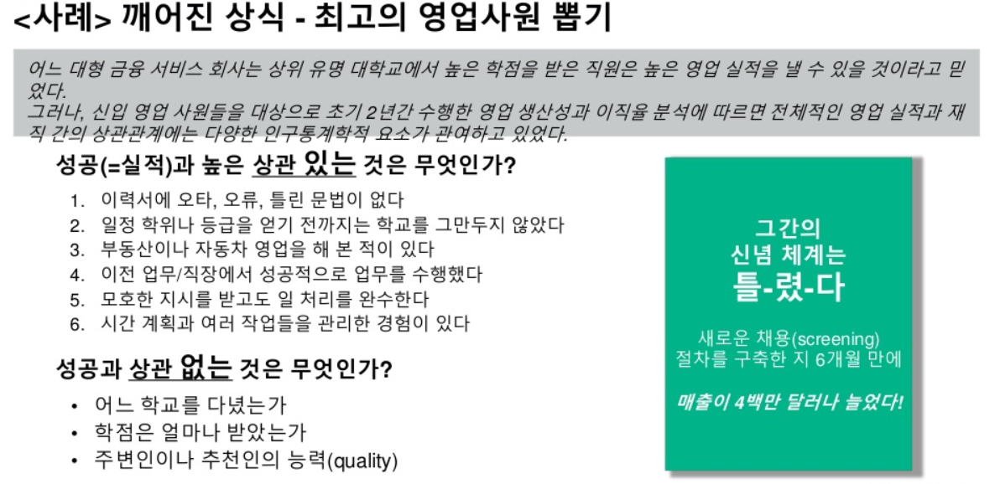 <사례> 깨어진 상식 - 최고의 영업사원 뽑기
어느 대형 금융 서비스 회사는 상위 유명 대학교에서 높은 학점을 받은 직원은 높은 영업 실적을 낼 수 있을 것이라고 믿
었다.
그러나, 신입 영업 사원들을 대상으로 초기 2년간 수행한 영업 생산성과 이직율 분석에 따르면 전체적인 영업 실적과 재
직 간의 상관관계에는 다양한 인구통계학적 요소가 관여하고 있었다.
성공(=실적)과 높은 상관 있는 것은 무엇인가?
1. 이력서에 오타, 오류, 틀린 문법이 없다
2. 일정 학위나 등급을 얻기 전까지는 학교를 그만두지 않았다
3. 부동산이나 자동차 영업을 해 본 적이 있다
4. 이전 업무/직장에서 성공적으로 업무를 수행했다
5. 모호한 지시를 받고도 일 처리를 완수한다
6. 시간 계획과 여러 작업들을 관리한 경험이 있다
성공과 상관 없는 것은 무엇인가?
• 어느 학교를 다녔는가
• 학점은 얼마나 받았는가
• 주변인이나 추천인의 능력(quality)
그간의
신념 체계는
틀-렸-다
새로운 채용(screening)
절차를 구축한 지 6개월 만에
매출이 4백만 달러나 늘었다!